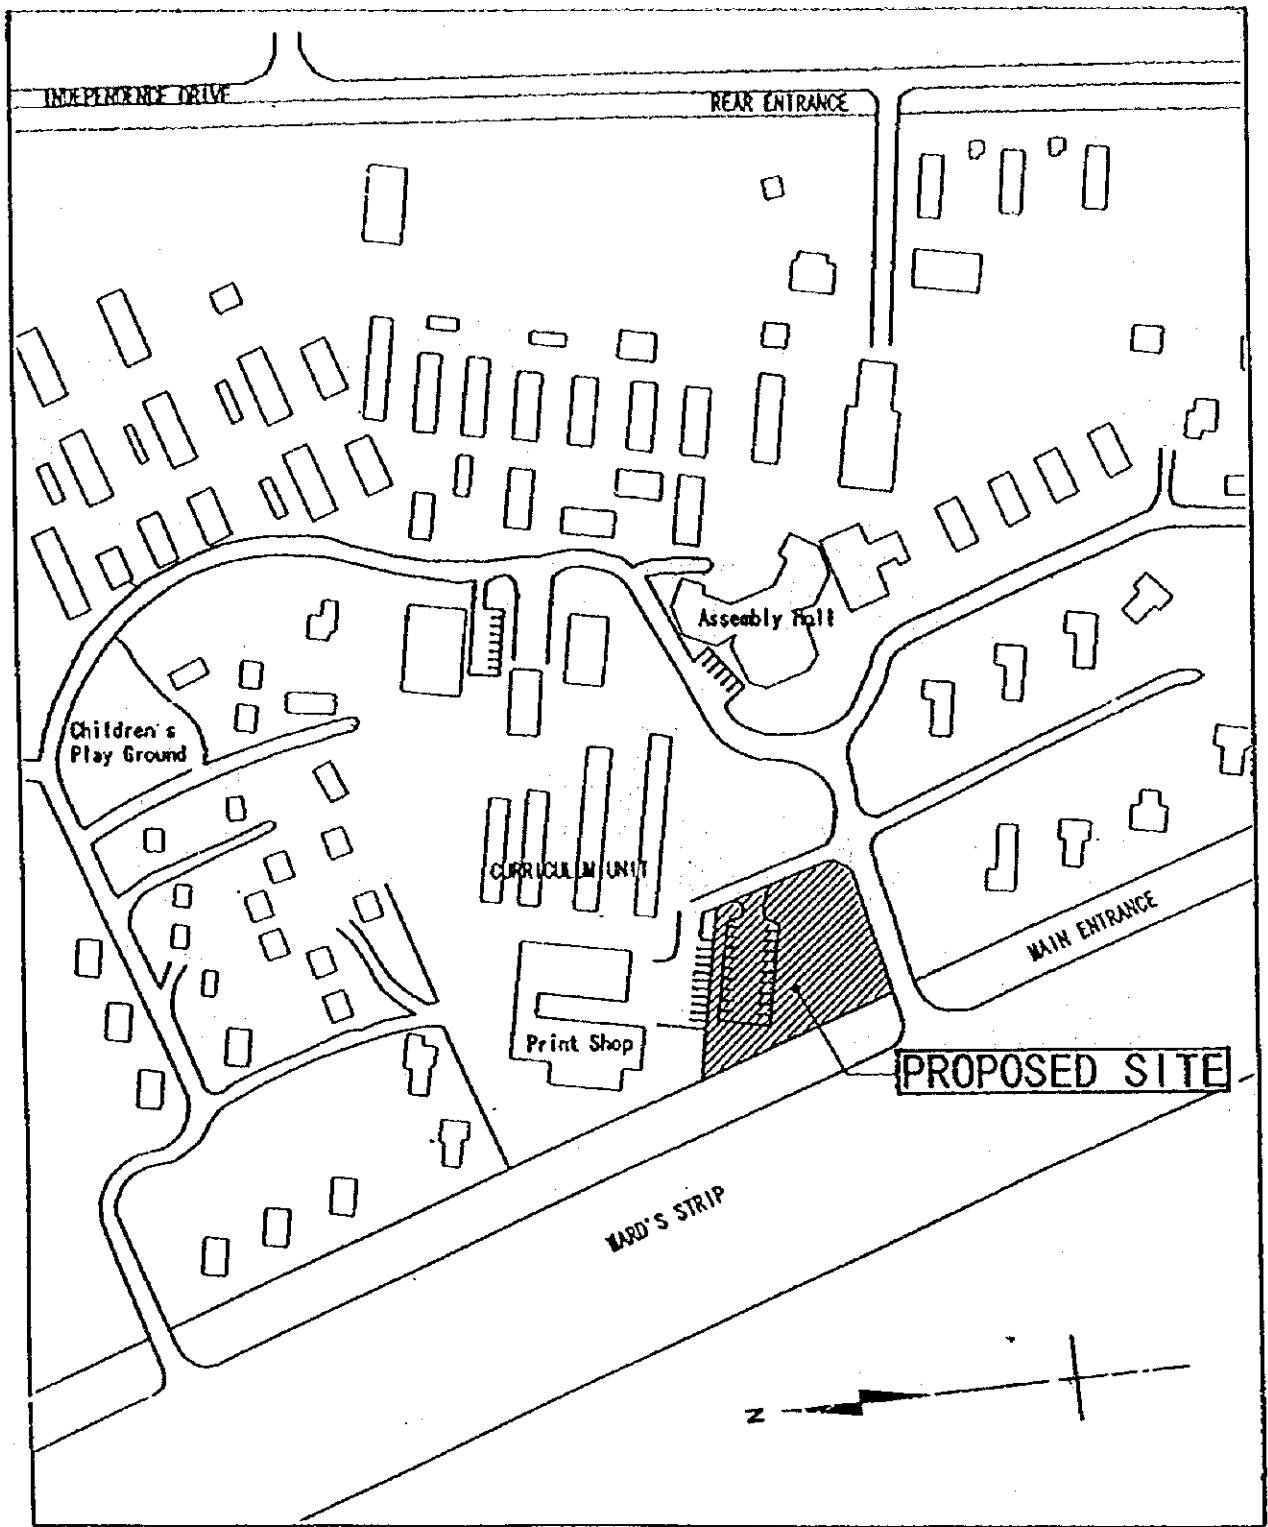 INDEPENDENCE DRIVE
REAR ENTRANCE
Assembly Hall
Children's
Play Ground
CURRICULUM UNIT
MAIN ENTRANCE
Print Shop
PROPOSED SITE
WARD'S STRIP
N